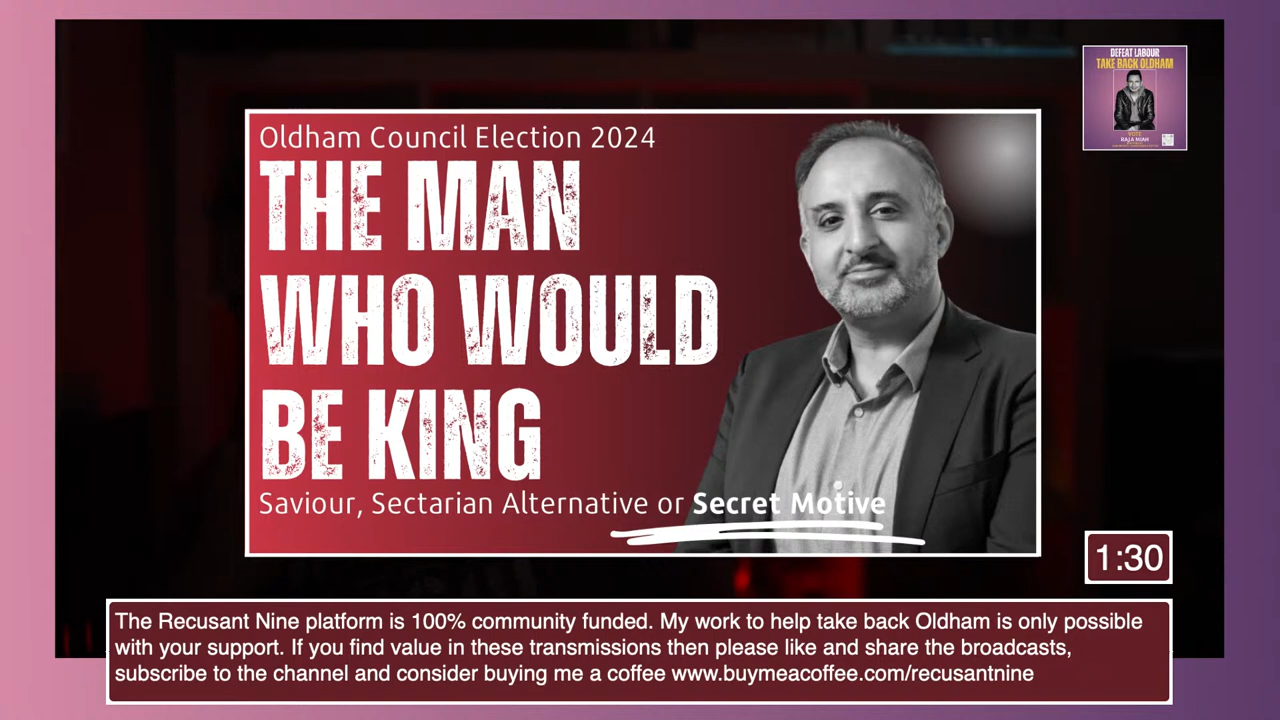 DEFEAT LABOUR
TAKE BACK OLDHAM
VOTE
RAJA MIAH
Oldham Council Election 2024
THE MAN
WHO WOULD
BE KING
Saviour, Sectarian Alternative or Secret Motive
1:30
The Recusant Nine platform is 100% community funded. My work to help take back Oldham is only possible
with your support. If you find value in these transmissions then please like and share the broadcasts,
subscribe to the channel and consider buying me a coffee www.buymeacoffee.com/recusantnine